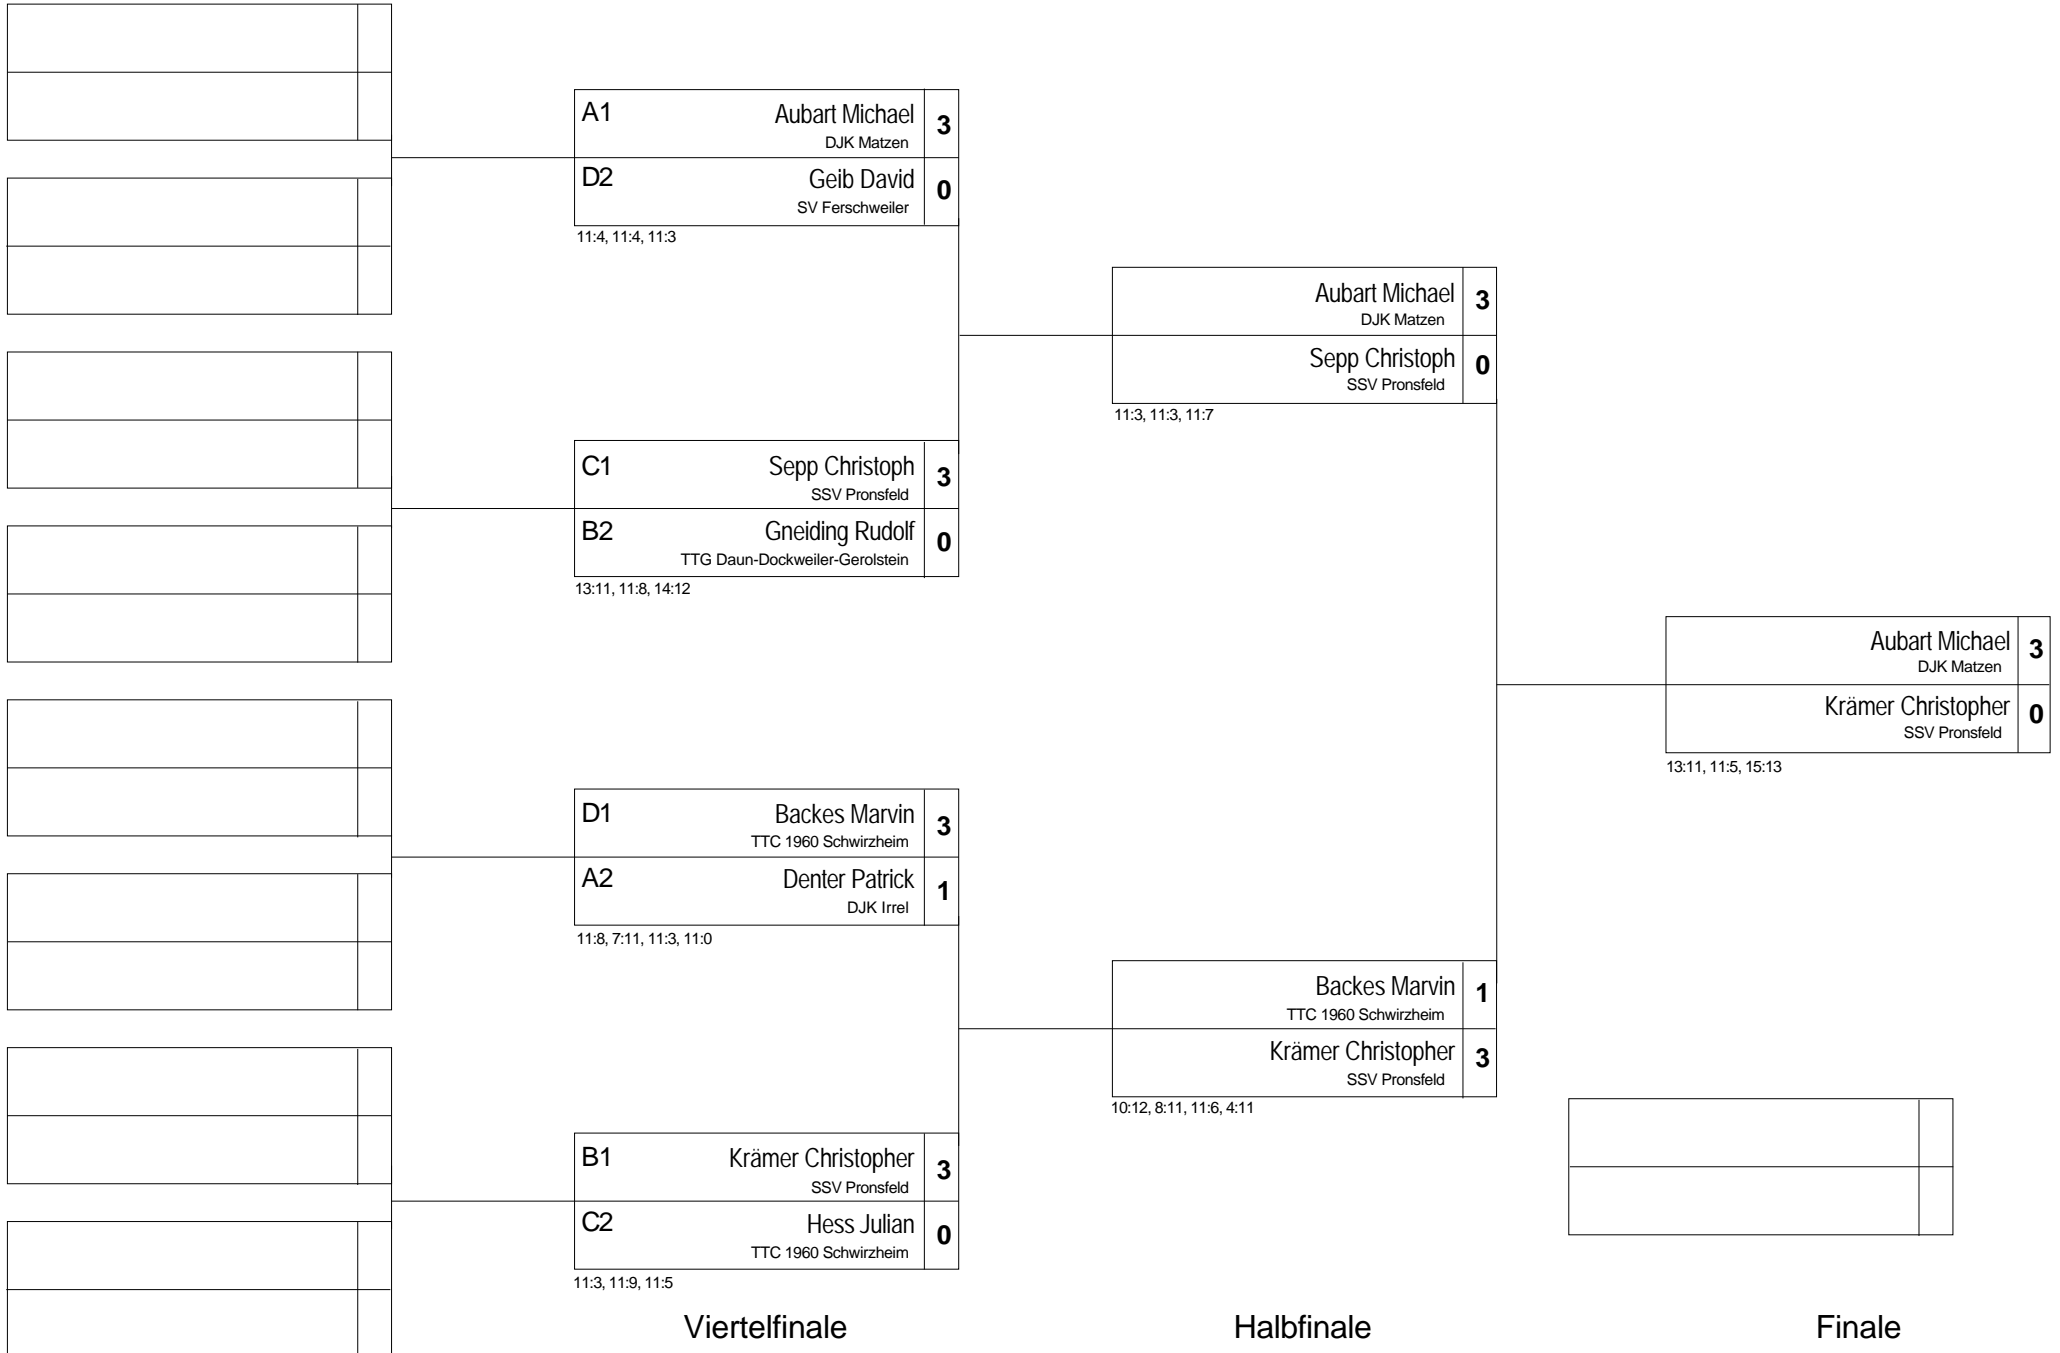 A1 Aubart Michael 3
DJK Matzen
D2 Geib David 0
SV Ferschweiler
11:4, 11:4, 11:3
C1 Sepp Christoph 3
SSV Pronsfeld
B2 Gneiding Rudolf 0
TTG Daun-Dockweiler-Gerolstein
13:11, 11:8, 14:12
D1 Backes Marvin 3
TTC 1960 Schwirzheim
A2 Denter Patrick 1
DJK Irrel
11:8, 7:11, 11:3, 11:0
B1 Krämer Christopher 3
SSV Pronsfeld
C2 Hess Julian 0
TTC 1960 Schwirzheim
11:3, 11:9, 11:5
Viertelfinale
Aubart Michael 3
DJK Matzen
Sepp Christoph 0
SSV Pronsfeld
11:3, 11:3, 11:7
Backes Marvin 1
TTC 1960 Schwirzheim
Krämer Christopher 3
SSV Pronsfeld
10:12, 8:11, 11:6, 4:11
Halbfinale
Aubart Michael 3
DJK Matzen
Krämer Christopher 0
SSV Pronsfeld
13:11, 11:5, 15:13
Finale